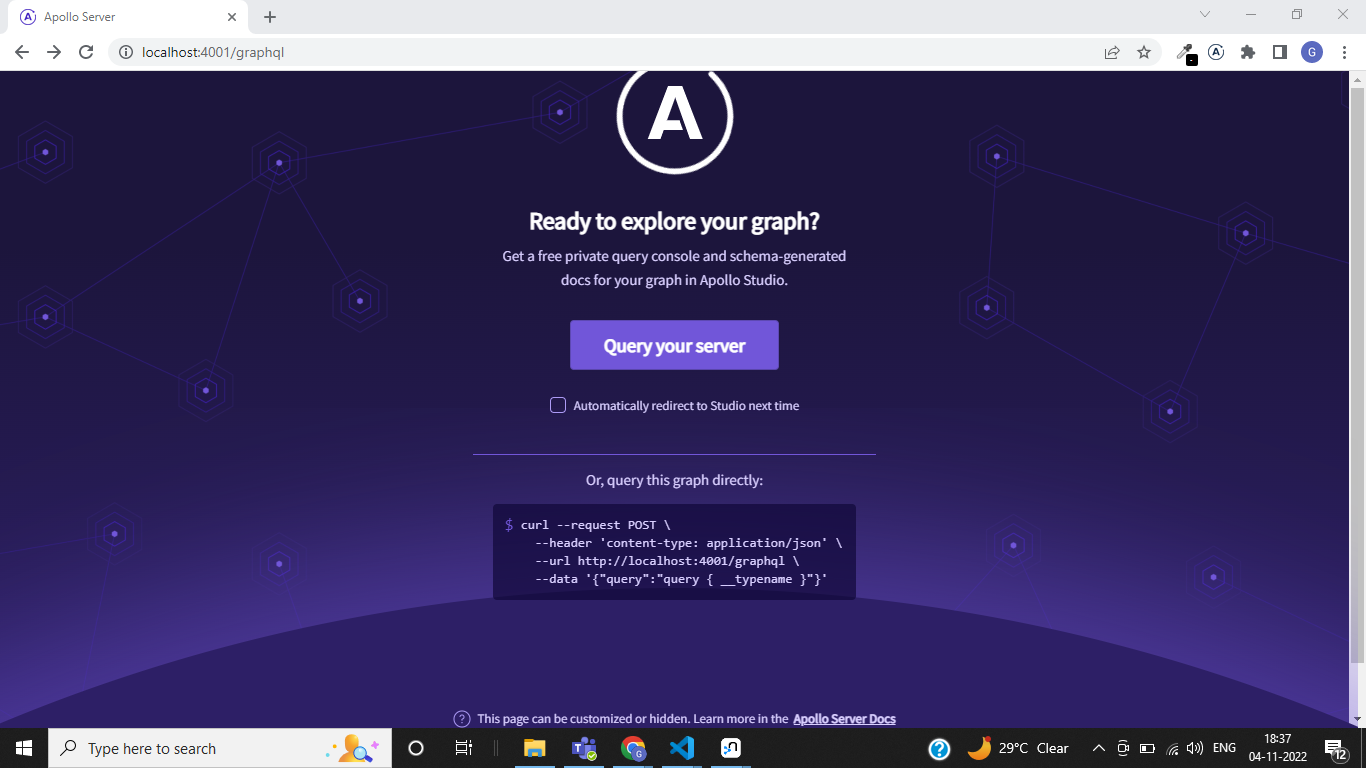 Apollo Server
localhost:4001/graphql
G
A
Ready to explore your graph?
Get a free private query console and schema-generated
docs for your graph in Apollo Studio.
Query your server
Automatically redirect to Studio next time
Or, query this graph directly:
$ curl --request POST \
--header 'content-type: application/json' \
--url http://localhost:4001/graphql \
--data '{"query":"query { __typename }"}'
? This page can be customized or hidden. Learn more in the Apollo Server Docs
Type here to search
29°C Clear
ENG
18:37
04-11-2022
12